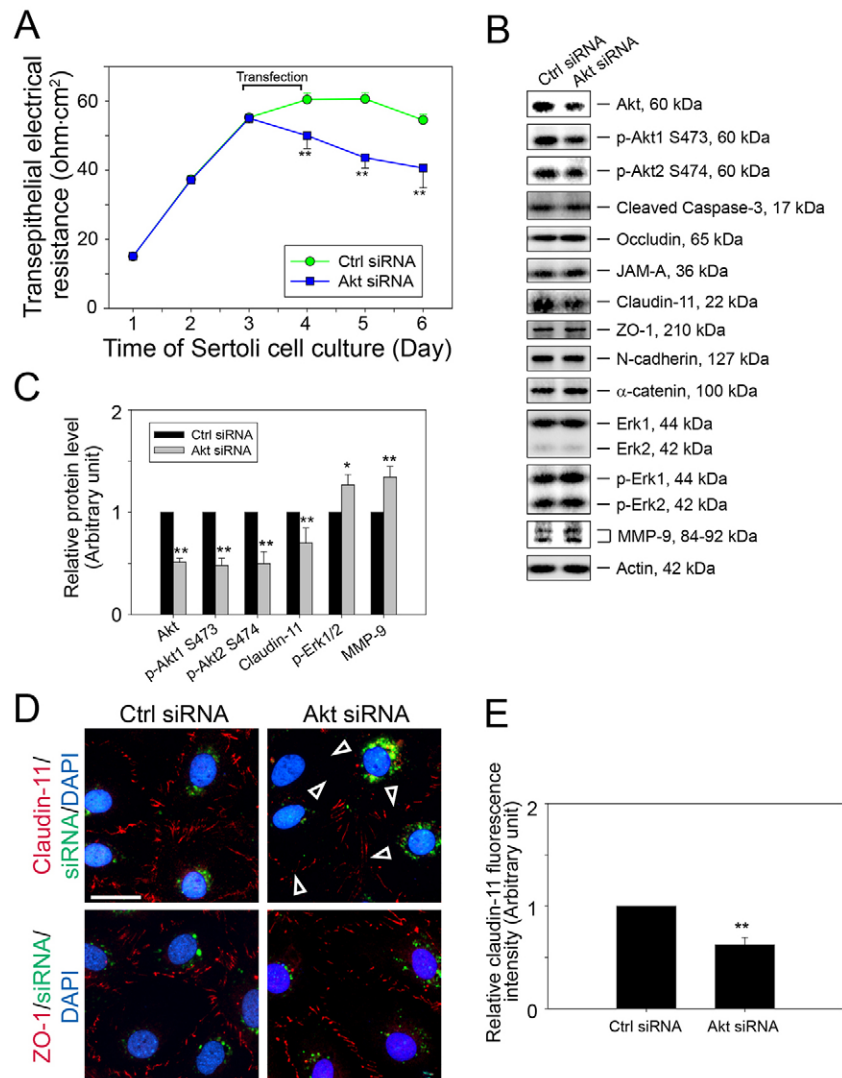 A
Transepithelial electrical
resistance (ohm·cm²)
60
40
20
0
Transfection
**
**
**
Ctrl siRNA
Akt siRNA
1 2 3 4 5 6
Time of Sertoli cell culture (Day)
B
Ctrl siRNA
Akt siRNA
Akt, 60 kDa
p-Akt1 S473, 60 kDa
p-Akt2 S474, 60 kDa
Cleaved Caspase-3, 17 kDa
Occludin, 65 kDa
JAM-A, 36 kDa
Claudin-11, 22 kDa
ZO-1, 210 kDa
N-cadherin, 127 kDa
α-catenin, 100 kDa
Erk1, 44 kDa
Erk2, 42 kDa
p-Erk1, 44 kDa
p-Erk2, 42 kDa
MMP-9, 84-92 kDa
Actin, 42 kDa
C
Relative protein level
(Arbitrary unit)
2
1
0
Ctrl siRNA
Akt siRNA
** ** ** ** * **
Akt
p-Akt1 S473
p-Akt2 S474
Claudin-11
p-Erk1/2
MMP-9
D
Ctrl siRNA Akt siRNA
Claudin-11/
siRNA/DAPI
ZO-1/siRNA/
DAPI
E
Relative claudin-11 fluorescence
intensity (Arbitrary unit)
2
1
0
**
Ctrl siRNA Akt siRNA